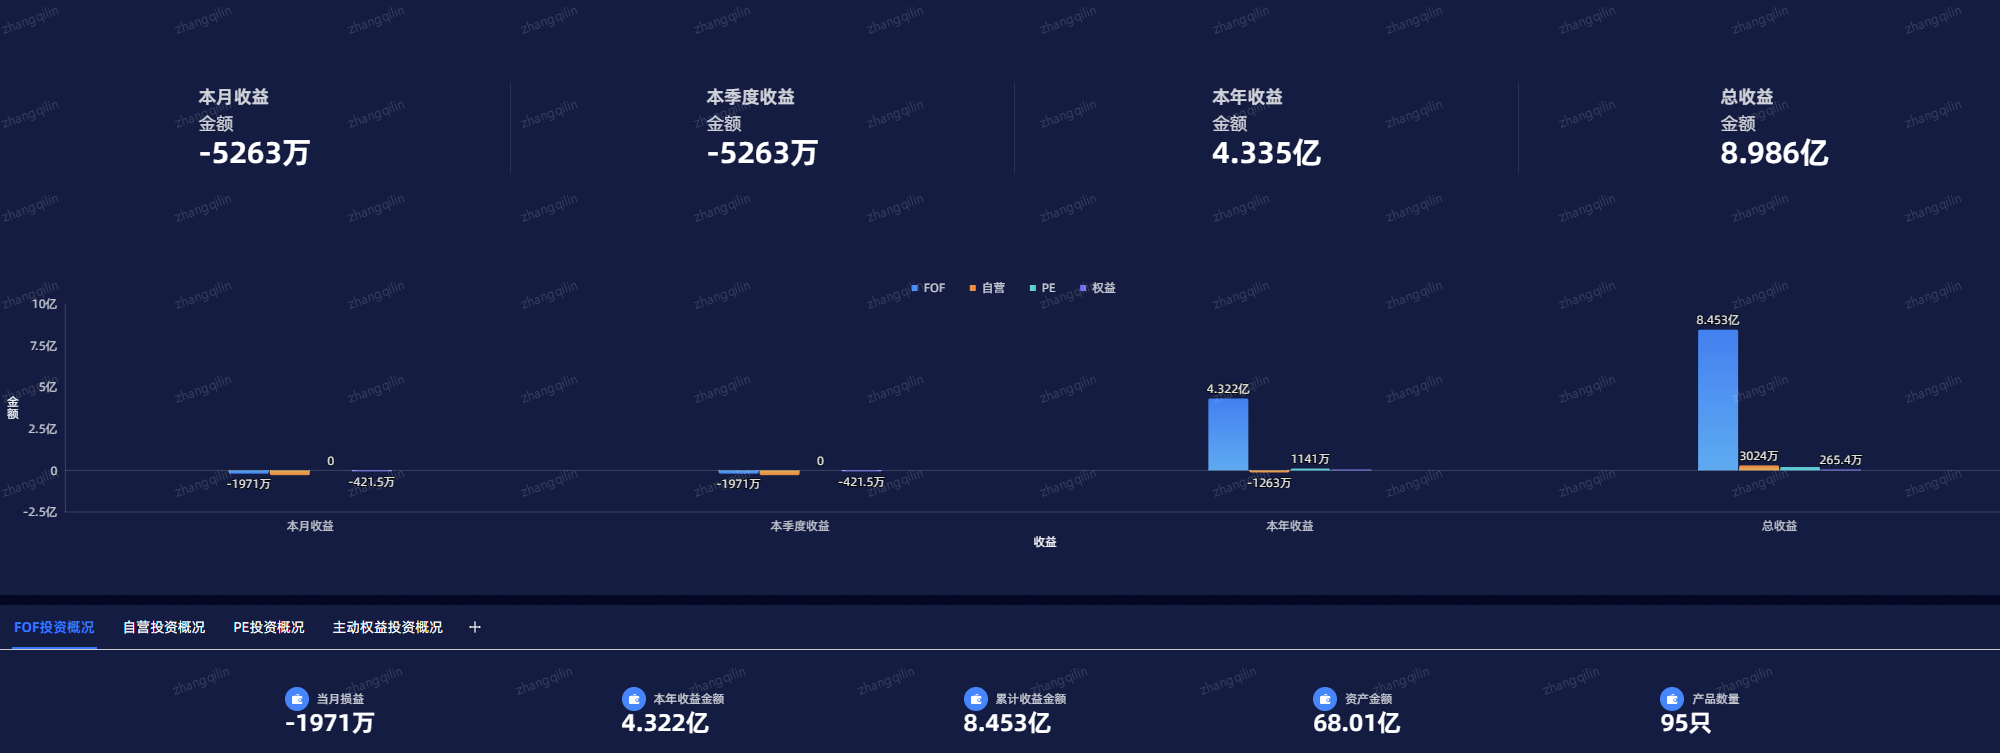 本月收益
金额
-5263万
本季度收益
金额
-5263万
本年收益
金额
4.335亿
总收益
金额
8.986亿
FOF 自营 PE 权益
金额
10亿
7.5亿
5亿
2.5亿
0
-2.5亿
-1971万
0
-421.5万
-1971万
0
-421.5万
4.322亿
-1263万
1141万
8.453亿
3024万
265.4万
本月收益 本季度收益 本年收益 总收益
收益
FOF投资概况 自营投资概况 PE投资概况 主动权益投资概况 +
当月损益
-1971万
本年收益金额
4.322亿
累计收益金额
8.453亿
资产金额
68.01亿
产品数量
95只
zhangqilin